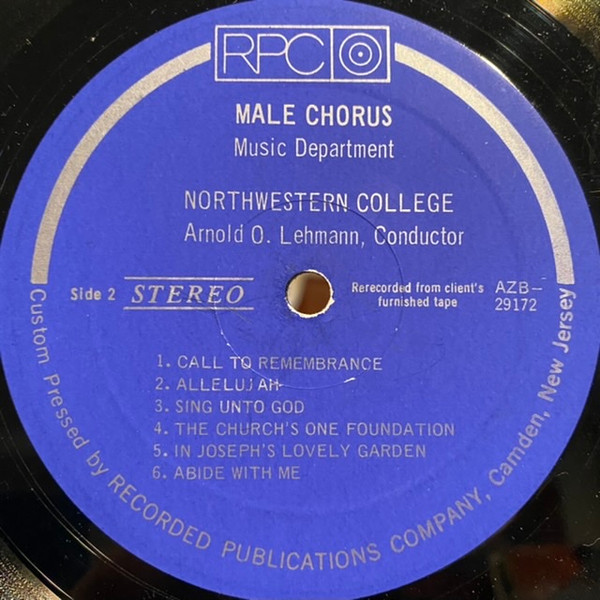 RPC
MALE CHORUS
Music Department
NORTHWESTERN COLLEGE
Arnold O. Lehmann, Conductor
Side 2 STEREO
Rerecorded from client's
furnished tape
AZB-
29172
1. CALL TO REMEMBRANCE
2. ALLELUJAH
3. SING UNTO GOD
4. THE CHURCH'S ONE FOUNDATION
5. IN JOSEPH'S LOVELY GARDEN
6. ABIDE WITH ME
Custom Pressed by RECORDED PUBLICATIONS COMPANY, Camden, New Jersey